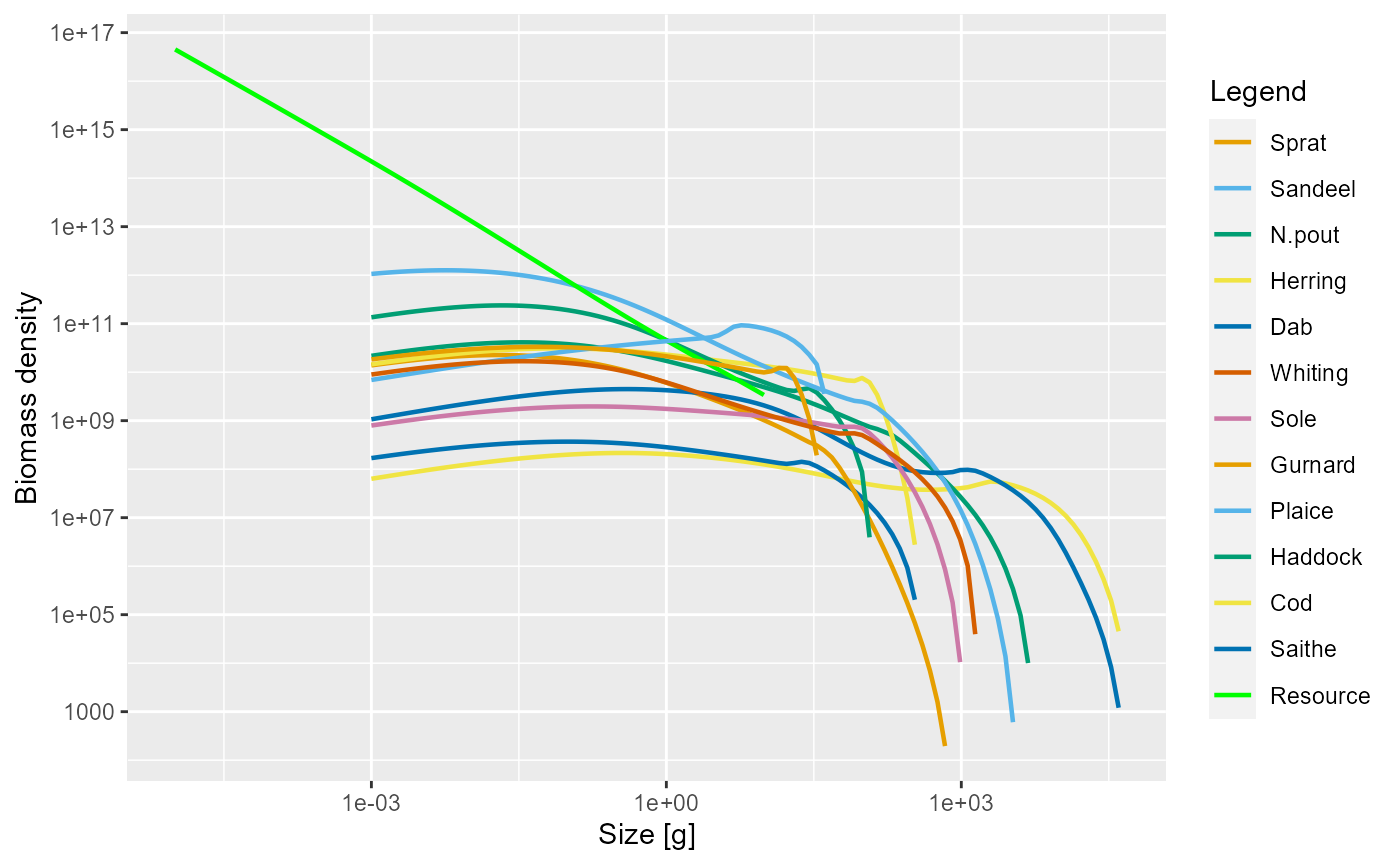 1e+17
1e+15
1e+13
1e+11
1e+09
1e+07
1e+05
1000
Biomass density
1e-03
1e+00
1e+03
Size [g]
Legend
Sprat
Sandeel
N.pout
Herring
Dab
Whiting
Sole
Gurnard
Plaice
Haddock
Cod
Saithe
Resource